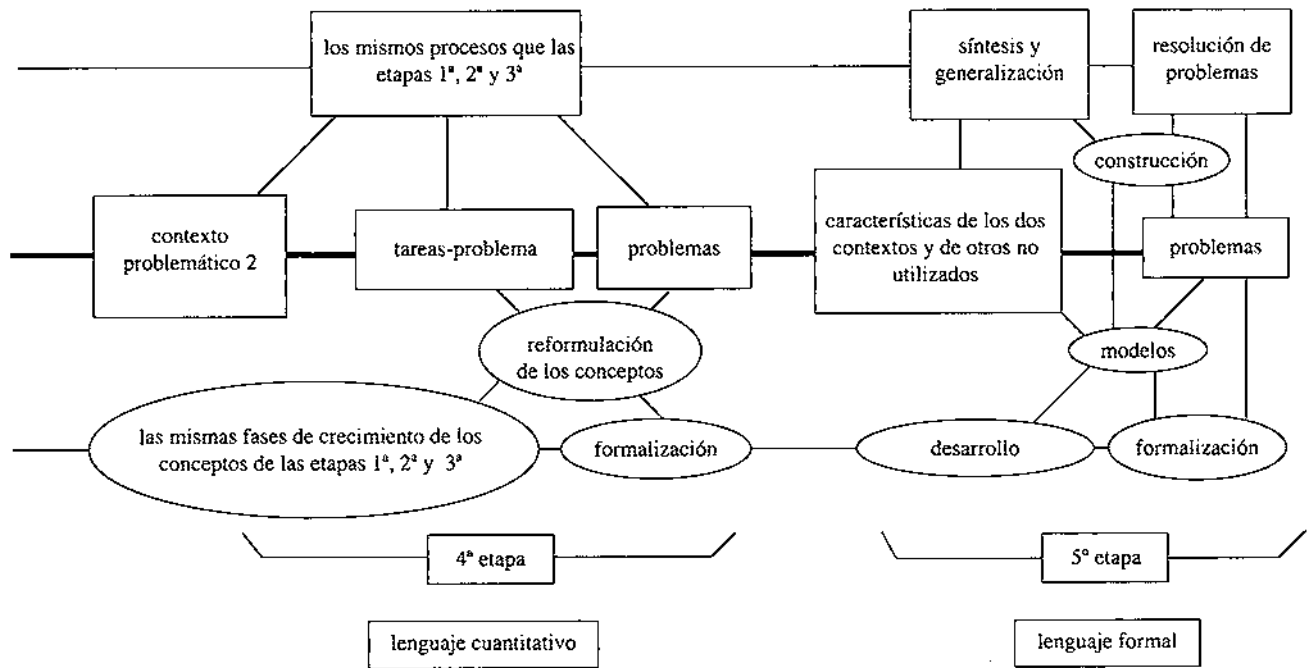 los mismos procesos que las
etapas 1ª, 2ª y 3ª
síntesis y
generalización
resolución de
problemas
construcción
contexto
problemático 2
tareas-problema
problemas
características de los dos
contextos y de otros no
utilizados
problemas
reformulación
de los conceptos
modelos
las mismas fases de crecimiento de los
conceptos de las etapas 1ª, 2ª y 3ª
formalización
desarrollo
formalización
4ª etapa
5ª etapa
lenguaje cuantitativo
lenguaje formal